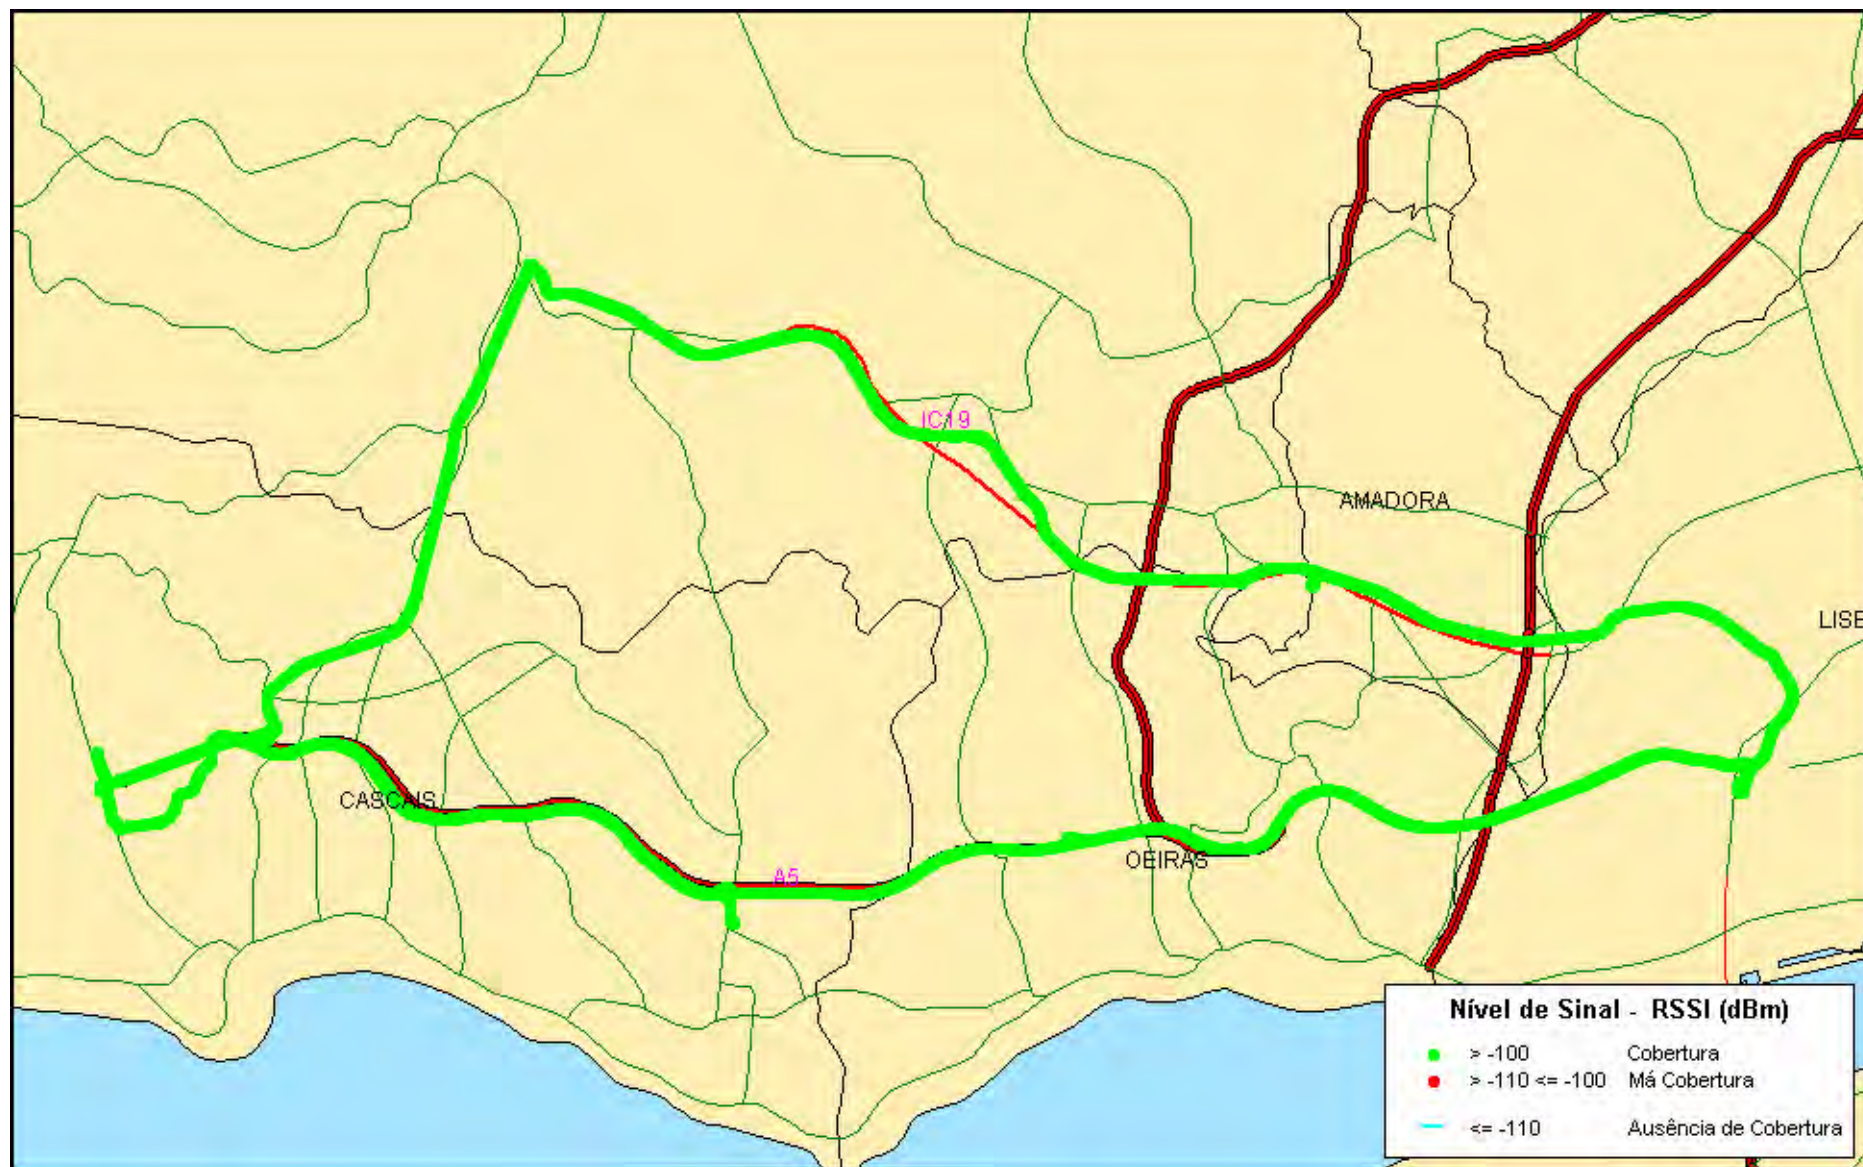 IC19
AMADORA
LISE
CASCAIS
OEIRAS
A5
Nível de Sinal - RSSI (dBm)
> -100 Cobertura
> -110 <= -100 Má Cobertura
<= -110 Ausência de Cobertura